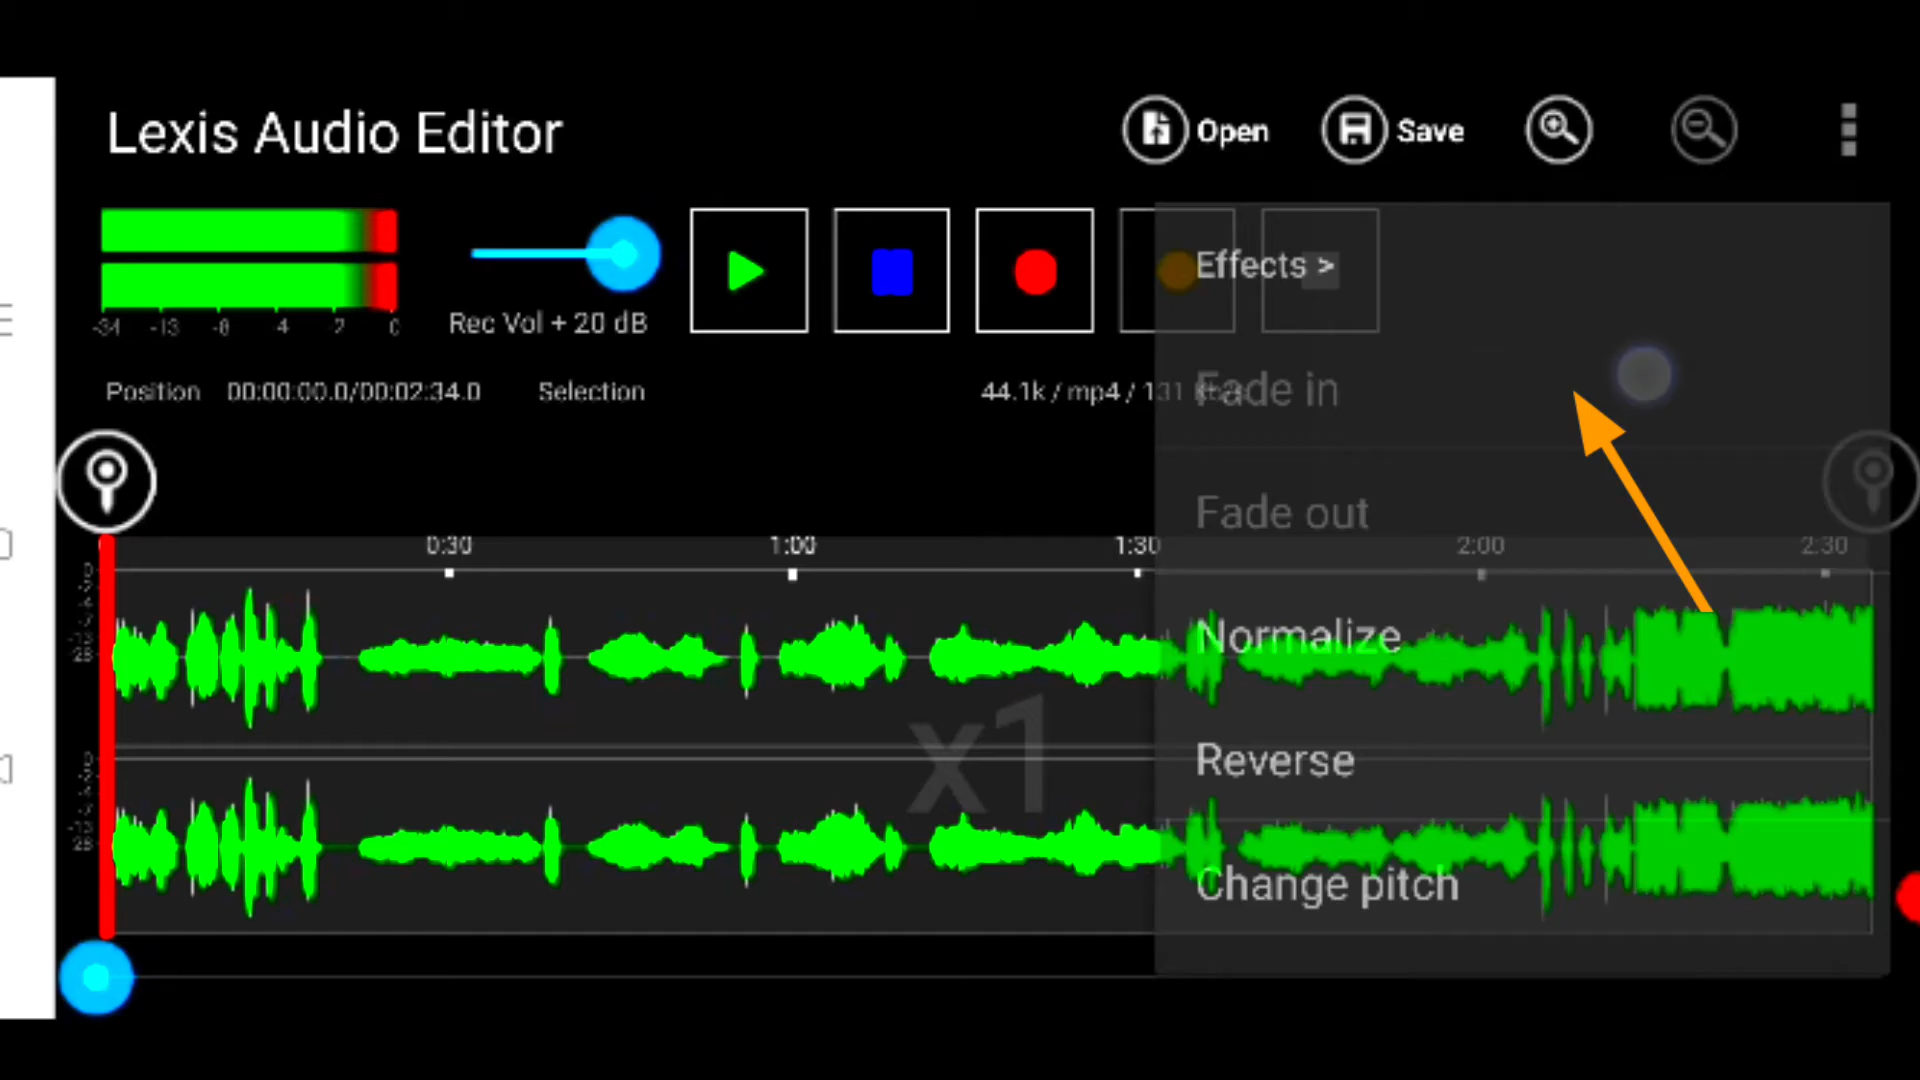 Lexis Audio Editor
Open
Save
Effects >
-34 -13 -8 4 2 0
Rec Vol + 20 dB
Position 00:00:00.0/00:02:34.0 Selection 44.1k / mp4 / 131
Fade in
Fade out
0:30 1:00 1:30 2:00 2:30
Normalize
x1
Reverse
Change pitch